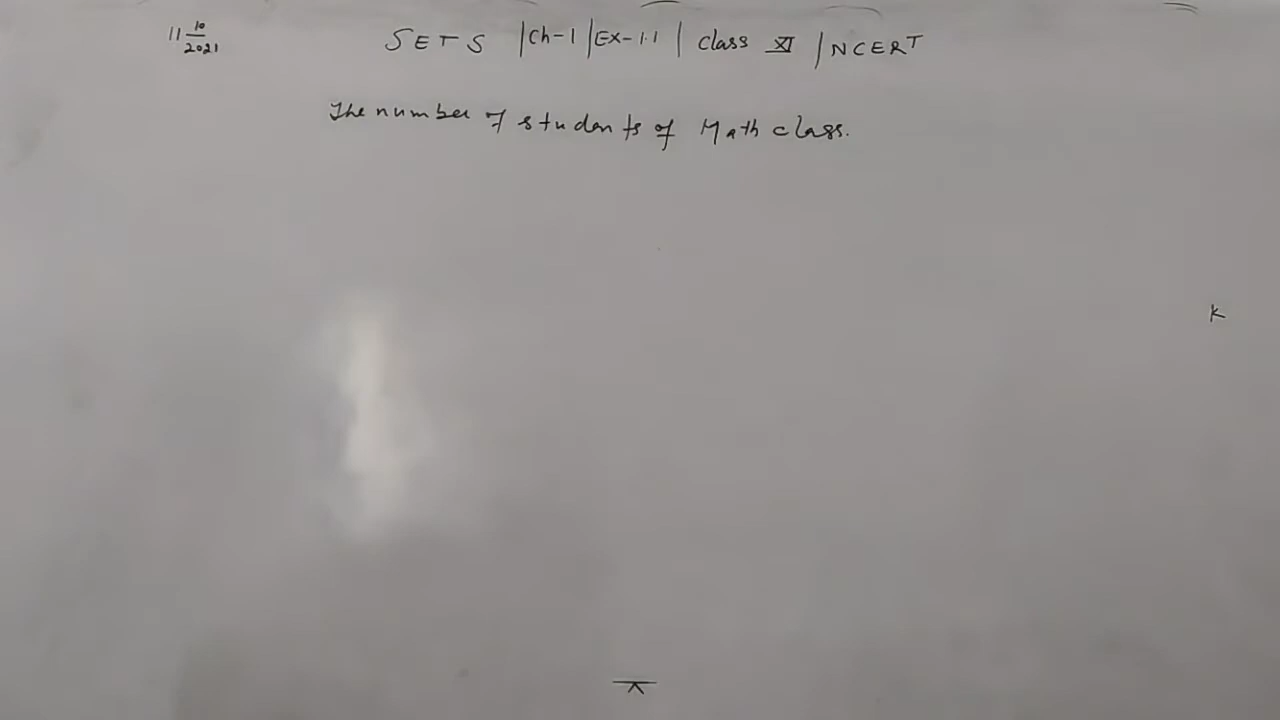 11 10/2021
SETS |Ch-1 |Ex-1.1 | class XI | NCERT
The number of students of Math class.
K